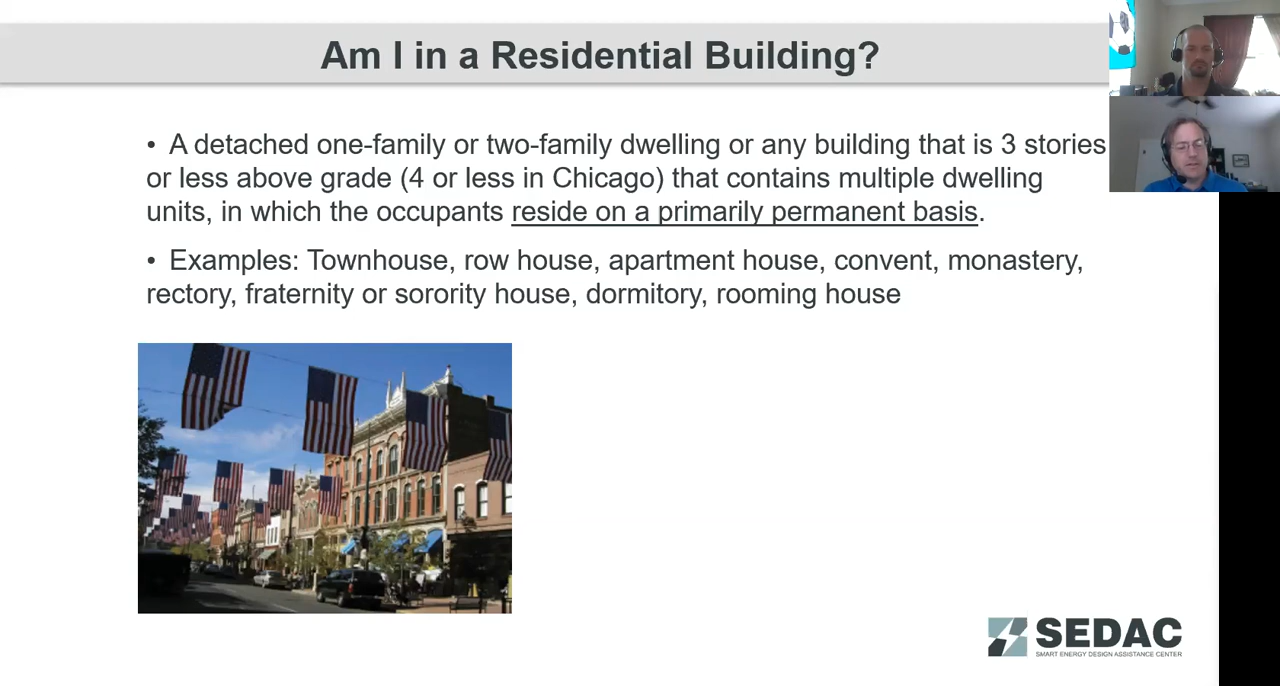 Am I in a Residential Building?
• A detached one-family or two-family dwelling or any building that is 3 stories
or less above grade (4 or less in Chicago) that contains multiple dwelling
units, in which the occupants reside on a primarily permanent basis.
• Examples: Townhouse, row house, apartment house, convent, monastery,
rectory, fraternity or sorority house, dormitory, rooming house
SEDAC
SMART ENERGY DESIGN ASSISTANCE CENTER